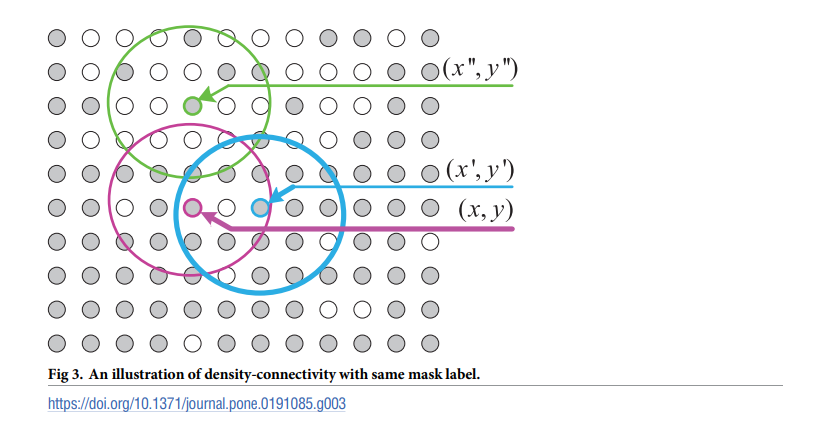 (x", y")
(x', y')
(x, y)
Fig 3. An illustration of density-connectivity with same mask label.
https://doi.org/10.1371/journal.pone.0191085.g003